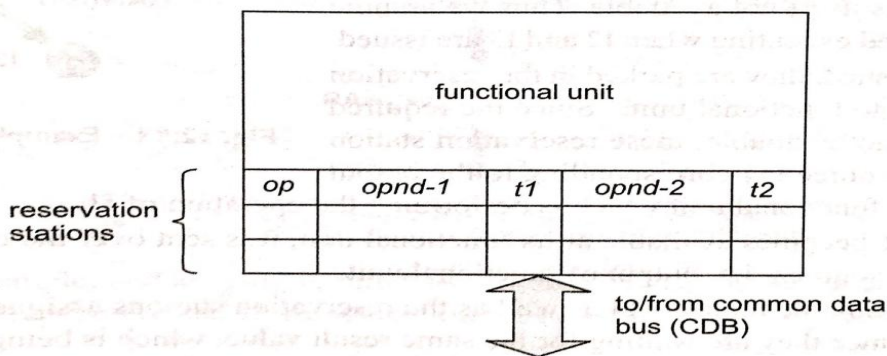 functional unit
op opnd-1 t1 opnd-2 t2
reservation
stations
to/from common data
bus (CDB)